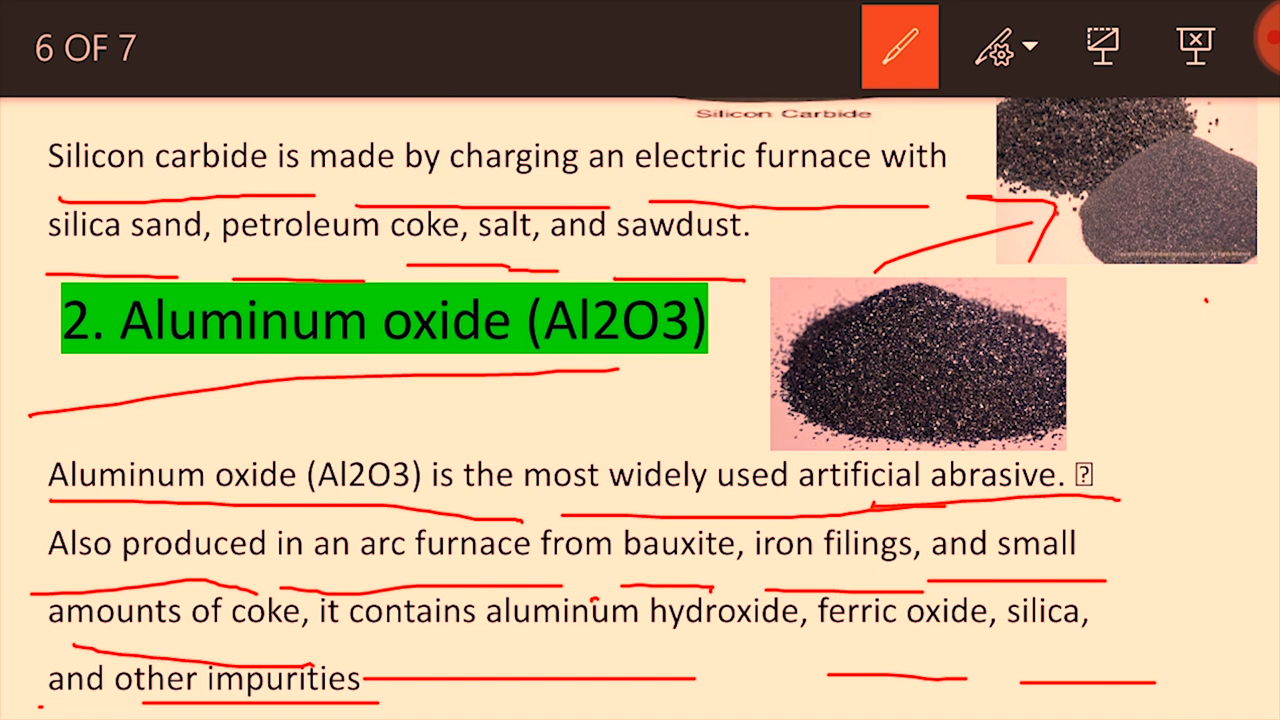 6 OF 7
Silicon Carbide
Silicon carbide is made by charging an electric furnace with
silica sand, petroleum coke, salt, and sawdust.
2. Aluminum oxide (Al2O3)
Aluminum oxide (Al2O3) is the most widely used artificial abrasive. 
Also produced in an arc furnace from bauxite, iron filings, and small
amounts of coke, it contains aluminum hydroxide, ferric oxide, silica,
and other impurities